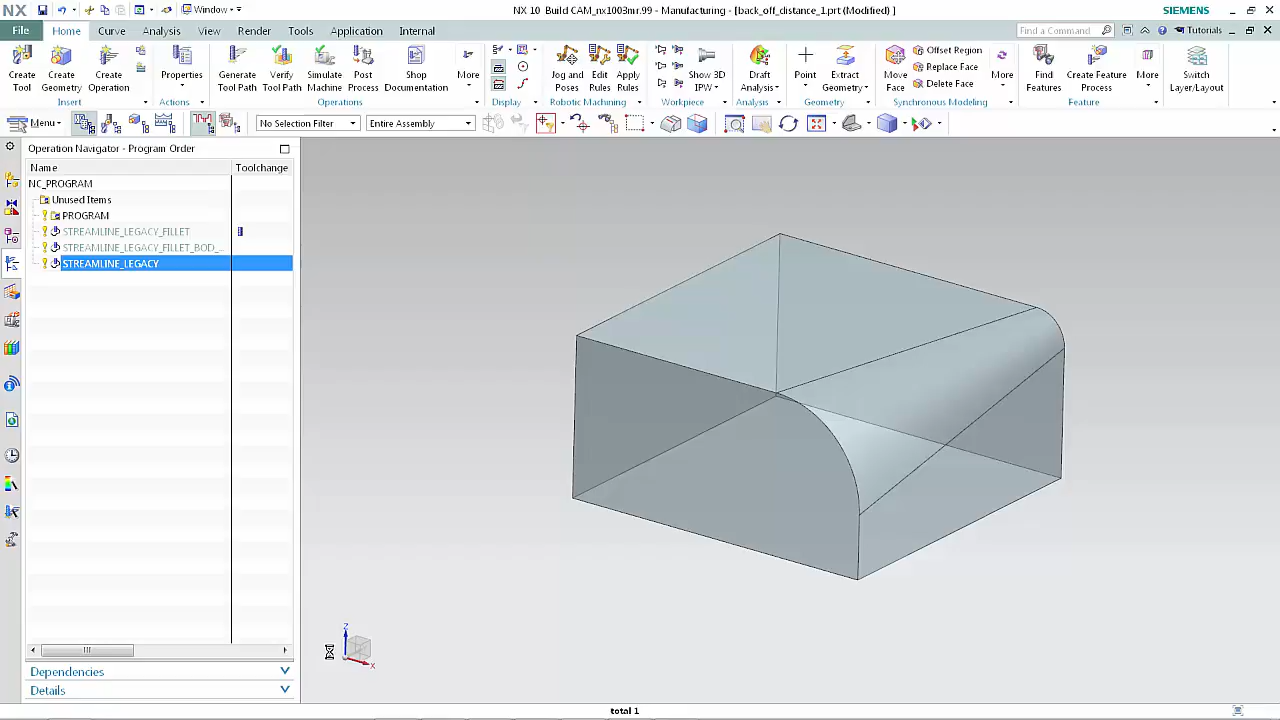 NX
Window
NX 10 Build CAM_nx1003mr.99 - Manufacturing - [back_off_distance_1.prt (Modified) ]
SIEMENS
File
Home
Curve
Analysis
View
Render
Tools
Application
Internal
Find a Command
Tutorials
Create Tool
Create Geometry
Create Operation
Properties
Generate Tool Path
Verify Tool Path
Simulate Machine
Post Process
Shop Documentation
More
Jog and Poses
Edit Rules
Apply Rules
Show 3D IPW
Draft Analysis
Point
Extract Geometry
Move Face
Offset Region
Replace Face
Delete Face
More
Find Features
Create Feature Process
More
Switch Layer/Layout
Insert
Actions
Operations
Display
Robotic Machining
Workpiece
Analysis
Geometry
Synchronous Modeling
Feature
Menu
No Selection Filter
Entire Assembly
Operation Navigator - Program Order
Name
Toolchange
NC_PROGRAM
Unused Items
PROGRAM
STREAMLINE_LEGACY_FILLET
STREAMLINE_LEGACY_FILLET_BOD_...
STREAMLINE_LEGACY
Z
X
Dependencies
Details
total 1